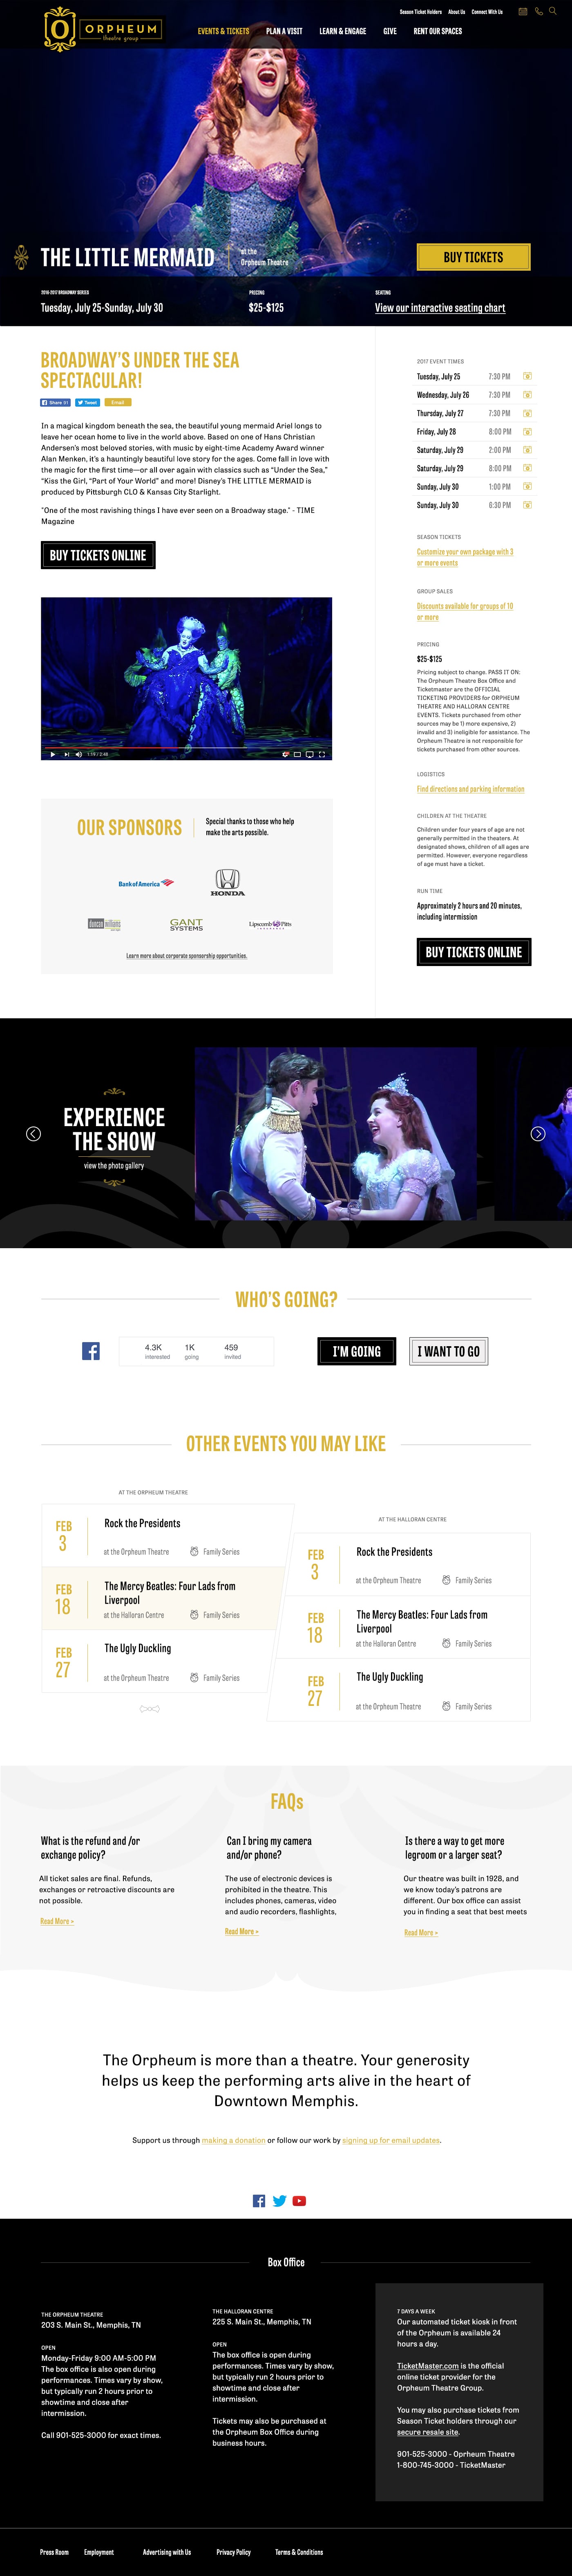 Season Ticket Holders About Us Connect With Us
ORPHEUM
theatre group
EVENTS & TICKETS PLAN A VISIT LEARN & ENGAGE GIVE RENT OUR SPACES
THE LITTLE MERMAID
at the
Orpheum Theatre
BUY TICKETS
2016-2017 BROADWAY SERIES
Tuesday, July 25-Sunday, July 30
PRICING
$25-$125
SEATING
View our interactive seating chart
BROADWAY'S UNDER THE SEA
SPECTACULAR!
Share 91 Tweet Email
In a magical kingdom beneath the sea, the beautiful young mermaid Ariel longs to
leave her ocean home to live in the world above. Based on one of Hans Christian
Andersen's most beloved stories, with music by eight-time Academy Award winner
Alan Menken, it's a hauntingly beautiful love story for the ages. Come fall in love with
the magic for the first time—or all over again with classics such as "Under the Sea,"
"Kiss the Girl, "Part of Your World" and more! Disney's THE LITTLE MERMAID is
produced by Pittsburgh CLO & Kansas City Starlight.
"One of the most ravishing things I have ever seen on a Broadway stage." - TIME
Magazine
BUY TICKETS ONLINE
1:19 / 2:48
OUR SPONSORS
Special thanks to those who help
make the arts possible.
Bank of America
HONDA
duncan williams
GANT
SYSTEMS
Lipscomb Pitts
Learn more about corporate sponsorship opportunities.
2017 EVENT TIMES
Tuesday, July 25 7:30 PM
Wednesday, July 26 7:30 PM
Thursday, July 27 7:30 PM
Friday, July 28 8:00 PM
Saturday, July 29 2:00 PM
Saturday, July 29 8:00 PM
Sunday, July 30 1:00 PM
Sunday, July 30 6:30 PM
SEASON TICKETS
Customize your own package with 3
or more events
GROUP SALES
Discounts available for groups of 10
or more
PRICING
$25-$125
Pricing subject to change. PASS IT ON:
The Orpheum Theatre Box Office and
Ticketmaster are the OFFICIAL
TICKETING PROVIDERS for ORPHEUM
THEATRE AND HALLORAN CENTRE
EVENTS. Tickets purchased from other
sources may be 1) more expensive, 2)
invalid and 3) ineligible for assistance. The
Orpheum Theatre is not responsible for
tickets purchased from other sources.
LOGISTICS
Find directions and parking information
CHILDREN AT THE THEATRE
Children under four years of age are not
generally permitted in the theaters. At
designated shows, children of all ages are
permitted. However, everyone regardless
of age must have a ticket.
RUN TIME
Approximately 2 hours and 20 minutes,
including intermission
BUY TICKETS ONLINE
EXPERIENCE
THE SHOW
view the photo gallery
WHO'S GOING?
4.3K 1K 459
interested going invited
I'M GOING
I WANT TO GO
OTHER EVENTS YOU MAY LIKE
AT THE ORPHEUM THEATRE
FEB
3
Rock the Presidents
at the Orpheum Theatre Family Series
FEB
18
The Mercy Beatles: Four Lads from
Liverpool
at the Halloran Centre Family Series
FEB
27
The Ugly Duckling
at the Orpheum Theatre Family Series
AT THE HALLORAN CENTRE
FEB
3
Rock the Presidents
at the Orpheum Theatre Family Series
FEB
18
The Mercy Beatles: Four Lads from
Liverpool
at the Halloran Centre Family Series
FEB
27
The Ugly Duckling
at the Orpheum Theatre Family Series
FAQs
What is the refund and /or
exchange policy?
All ticket sales are final. Refunds,
exchanges or retroactive discounts are
not possible.
Read More >
Can I bring my camera
and/or phone?
The use of electronic devices is
prohibited in the theatre. This
includes phones, cameras, video
and audio recorders, flashlights,
Read More >
Is there a way to get more
legroom or a larger seat?
Our theatre was built in 1928, and
we know today's patrons are
different. Our box office can assist
you in finding a seat that best meets
Read More >
The Orpheum is more than a theatre. Your generosity
helps us keep the performing arts alive in the heart of
Downtown Memphis.
Support us through making a donation or follow our work by signing up for email updates.
Box Office
THE ORPHEUM THEATRE
203 S. Main St., Memphis, TN
OPEN
Monday-Friday 9:00 AM-5:00 PM
The box office is also open during
performances. Times vary by show,
but typically run 2 hours prior to
showtime and close after
intermission.
Call 901-525-3000 for exact times.
THE HALLORAN CENTRE
225 S. Main St., Memphis, TN
OPEN
The box office is open during
performances. Times vary by show,
but typically run 2 hours prior to
showtime and close after
intermission.
Tickets may also be purchased at
the Orpheum Box Office during
business hours.
7 DAYS A WEEK
Our automated ticket kiosk in front
of the Orpheum is available 24
hours a day.
TicketMaster.com is the official
online ticket provider for the
Orpheum Theatre Group.
You may also purchase tickets from
Season Ticket holders through our
secure resale site.
901-525-3000 - Oprheum Theatre
1-800-745-3000 - TicketMaster
Press Room Employment Advertising with Us Privacy Policy Terms & Conditions